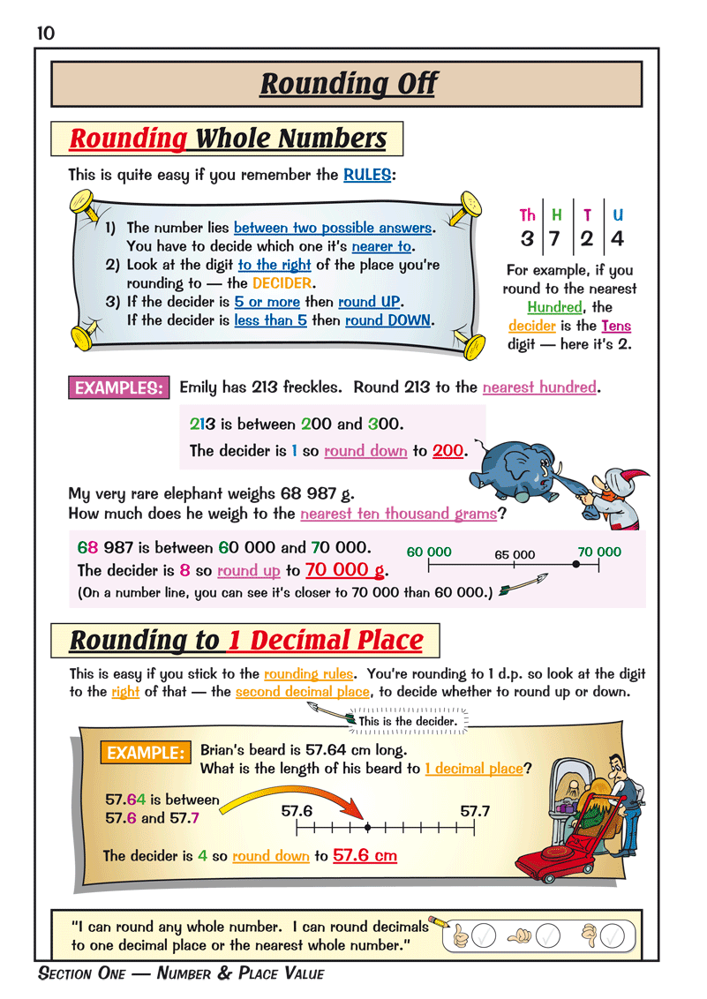 10
Rounding Off
Rounding Whole Numbers
This is quite easy if you remember the RULES:
1) The number lies between two possible answers.
You have to decide which one it's nearer to.
2) Look at the digit to the right of the place you're
rounding to — the DECIDER.
3) If the decider is 5 or more then round UP.
If the decider is less than 5 then round DOWN.
Th H T U
3 7 2 4
For example, if you
round to the nearest
Hundred, the
decider is the Tens
digit — here it's 2.
EXAMPLES: Emily has 213 freckles. Round 213 to the nearest hundred.
213 is between 200 and 300.
The decider is 1 so round down to 200.
My very rare elephant weighs 68 987 g.
How much does he weigh to the nearest ten thousand grams?
68 987 is between 60 000 and 70 000.
The decider is 8 so round up to 70 000 g.
(On a number line, you can see it's closer to 70 000 than 60 000.)
60 000 65 000 70 000
Rounding to 1 Decimal Place
This is easy if you stick to the rounding rules. You're rounding to 1 d.p. so look at the digit
to the right of that — the second decimal place, to decide whether to round up or down.
This is the decider.
EXAMPLE: Brian's beard is 57.64 cm long.
What is the length of his beard to 1 decimal place?
57.64 is between
57.6 and 57.7
57.6 57.7
The decider is 4 so round down to 57.6 cm
"I can round any whole number. I can round decimals
to one decimal place or the nearest whole number."
Section One — Number & Place Value